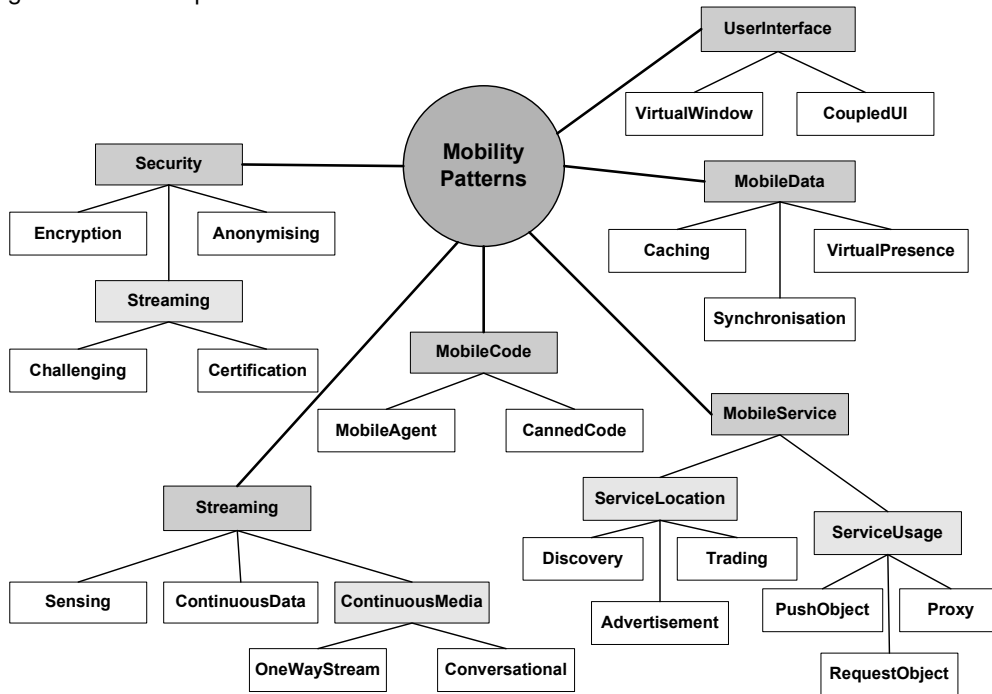 UserInterface
VirtualWindow
CoupledUI
Mobility
Patterns
Security
Encryption
Anonymising
Streaming
Challenging
Certification
MobileData
Caching
VirtualPresence
Synchronisation
MobileCode
MobileAgent
CannedCode
MobileService
ServiceLocation
Discovery
Trading
Advertisement
ServiceUsage
PushObject
Proxy
RequestObject
Streaming
Sensing
ContinuousData
ContinuousMedia
OneWayStream
Conversational